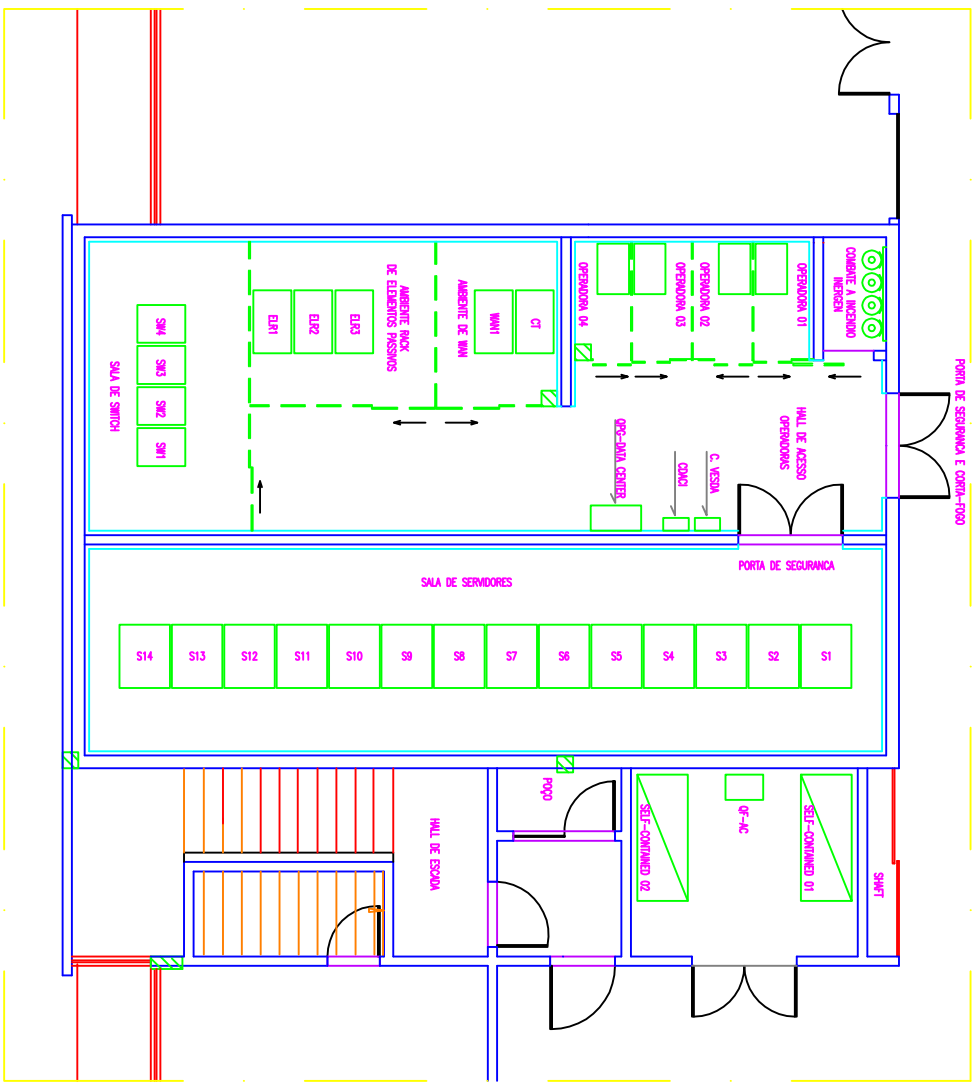 COMBATE A INCENDIO
INERGEN
OPERADORA 01
OPERADORA 02
OPERADORA 03
OPERADORA 04
CT
WAN1
AMBIENTE DE WAN
AMBIENTE RACK
DE ELEMENTOS PASSIVOS
ELR3
ELR2
ELR1
SW4
SW3
SW2
SW1
SALA DE SWITCH
PORTA DE SEGURANCA E CORTA-FOGO
HALL DE ACESSO
OPERADORAS
C. VESDA
CDACI
QPG-DATA CENTER
PORTA DE SEGURANCA
SALA DE SERVIDORES
S14
S13
S12
S11
S10
S9
S8
S7
S6
S5
S4
S3
S2
S1
POÇO
HALL DE ESCADA
SELF-CONTAINED 02
QF-AC
SELF-CONTAINED 01
SHAFT